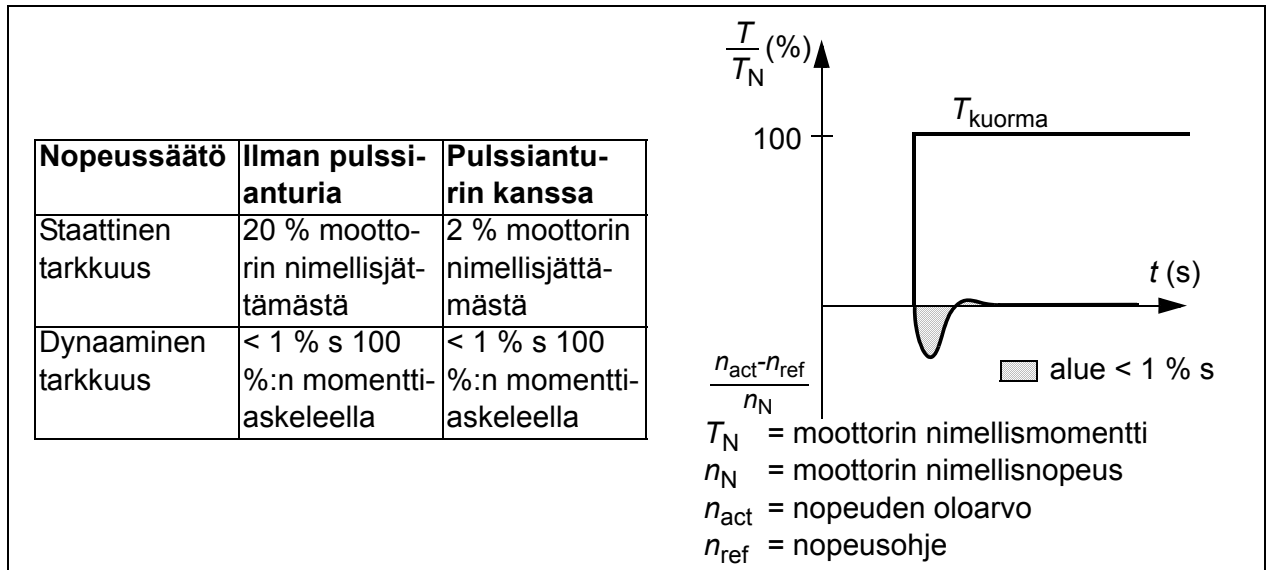 Nopeussäätö
Ilman pulssi-
anturia
Pulssiantu-
rin kanssa
Staattinen
tarkkuus
20 % mootto-
rin nimellisjät-
tämästä
2 % moottorin
nimellisjättä-
mästä
Dynaaminen
tarkkuus
< 1 % s 100
%:n momentti-
askeleella
< 1 % s 100
%:n momentti-
askeleella
T
T_N (%)
T_kuorma
100
t (s)
n_act-n_ref
n_N
alue < 1 % s
T_N = moottorin nimellismomentti
n_N = moottorin nimellisnopeus
n_act = nopeuden oloarvo
n_ref = nopeusohje